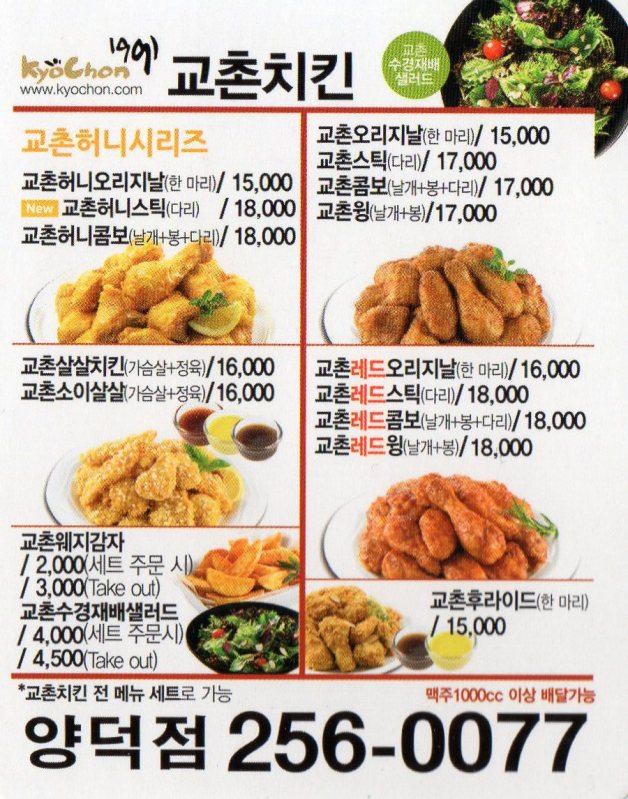 1991
KyoChon
www.kyochon.com
교촌치킨
교촌
수경재배
샐러드
교촌허니시리즈
교촌허니오리지날(한 마리)/ 15,000
New 교촌허니스틱(다리) / 18,000
교촌허니콤보(날개+봉+다리)/ 18,000
교촌오리지날(한 마리)/ 15,000
교촌스틱(다리)/ 17,000
교촌콤보(날개+봉+다리)/ 17,000
교촌윙(날개+봉)/17,000
교촌살살치킨(가슴살+정육)/16,000
교촌소이살살(가슴살+정육)/16,000
교촌레드오리지날(한 마리)/16,000
교촌레드스틱(다리)/ 18,000
교촌레드콤보(날개+봉+다리)/ 18,000
교촌레드윙(날개+봉)/ 18,000
교촌웨지감자
/ 2,000(세트 주문 시)
/ 3,000(Take out)
교촌수경재배샐러드
/ 4,000(세트 주문시)
/ 4,500(Take out)
교촌후라이드(한 마리)
/ 15,000
*교촌치킨 전 메뉴 세트로 가능
맥주1000cc 이상 배달가능
양덕점 256-0077